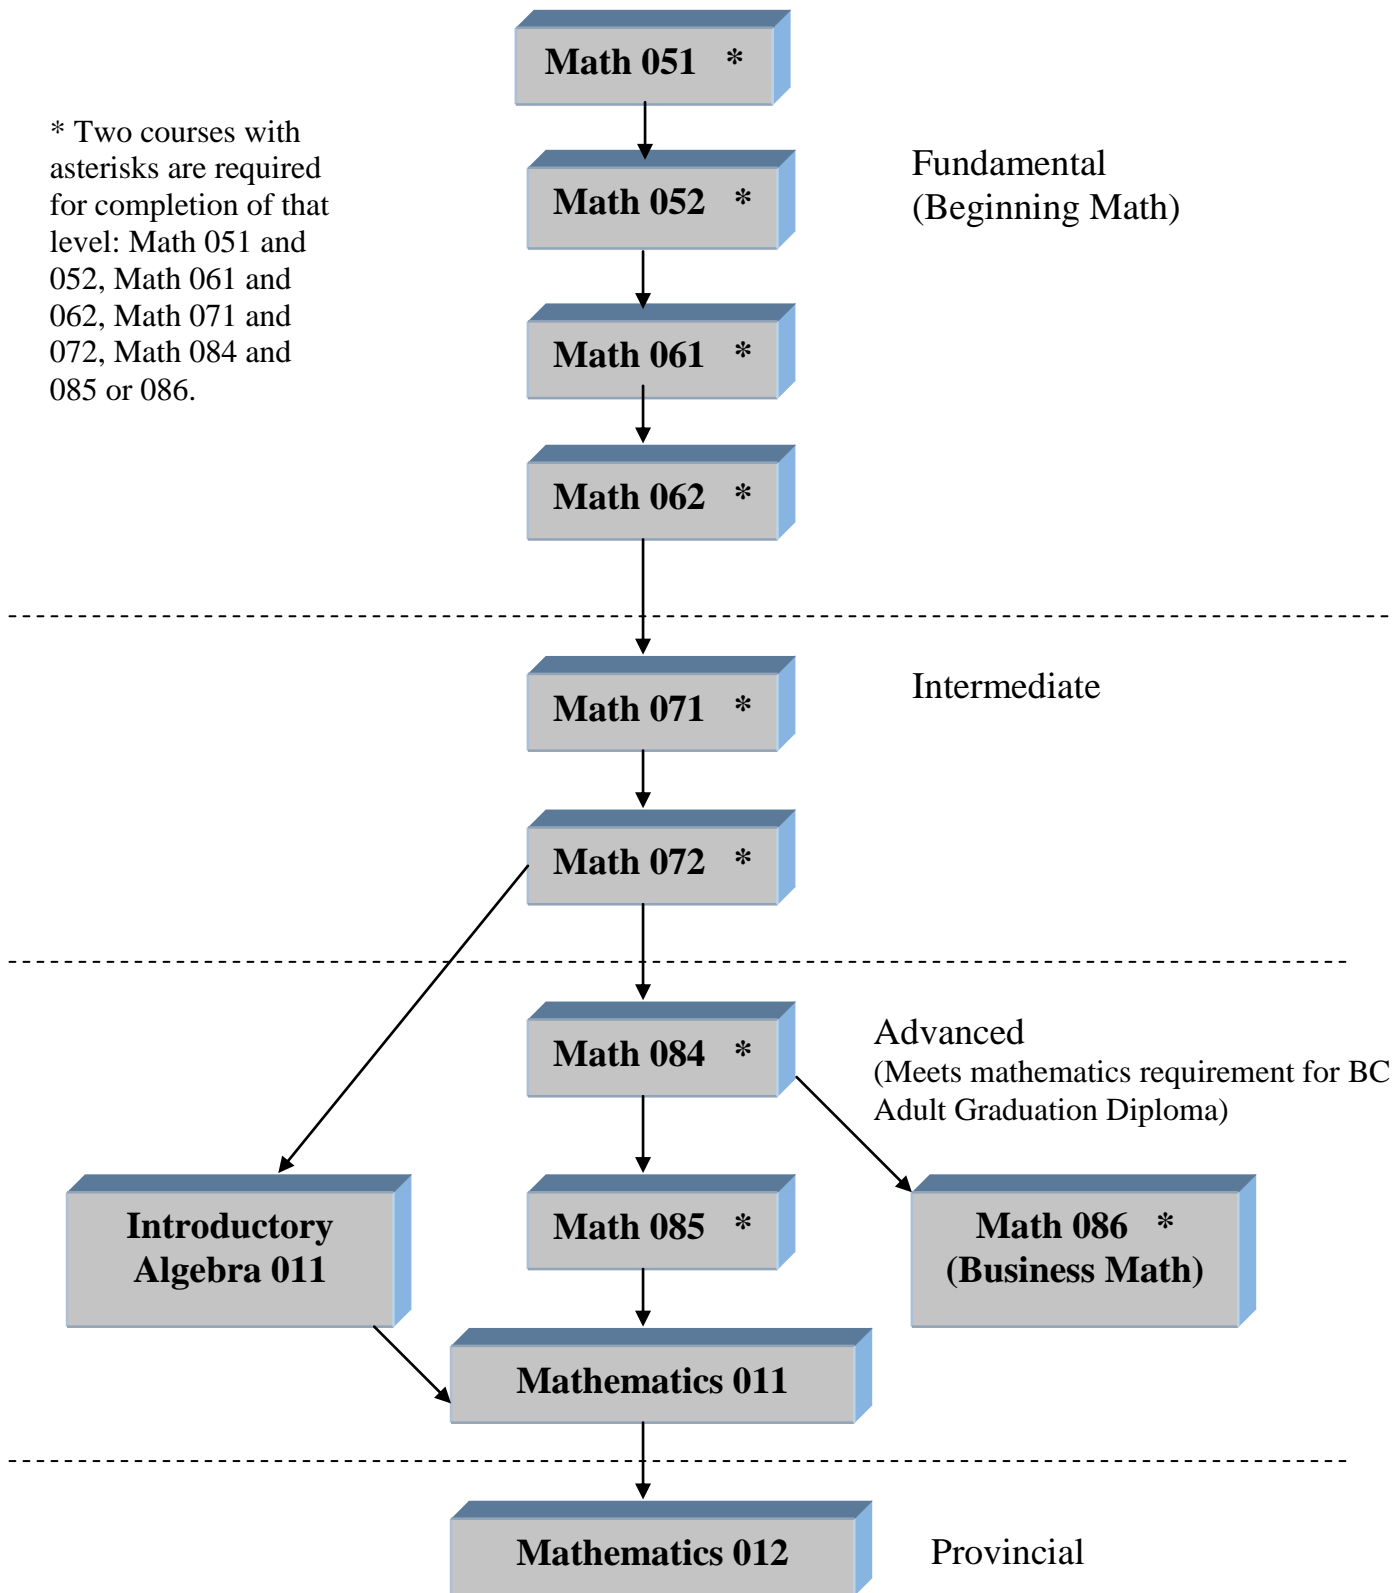 Math 051 *
* Two courses with
asterisks are required
for completion of that
level: Math 051 and
052, Math 061 and
062, Math 071 and
072, Math 084 and
085 or 086.
Math 052 *
Fundamental
(Beginning Math)
Math 061 *
Math 062 *
Math 071 *
Intermediate
Math 072 *
Math 084 *
Advanced
(Meets mathematics requirement for BC
Adult Graduation Diploma)
Introductory
Algebra 011
Math 085 *
Math 086 *
(Business Math)
Mathematics 011
Mathematics 012
Provincial